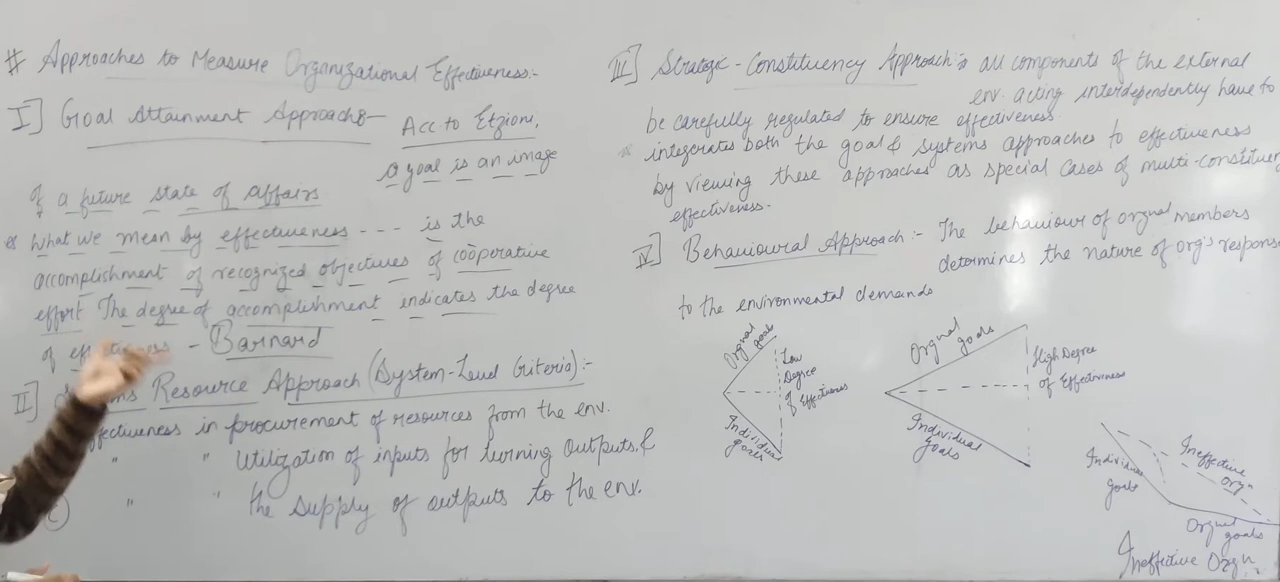 # Approaches to Measure Organizational Effectiveness:-
I] Goal Attainment Approach:-
Acc to Etzioni,
a goal is an image
of a future state of affairs
What we mean by effectiveness --- is the
accomplishment of recognized objectives of coöperative
effort The degree of accomplishment indicates the degree
of - Barnard
II] Resource Approach (System-Level Criteria):-
in procurement of resources from the env.
" " Utilization of inputs for turning Outputs, &
" " the supply of outputs to the env.
III] Strategic-Constituency Approach:- all components of the external
env. acting interdependently have to
be carefully regulated to ensure effectiveness.
* integrates both the goal & systems approaches to effectiveness
by viewing these approaches as special cases of multi-constituency
effectiveness.
IV] Behavioural Approach:- The behaviour of orgnal members
determines the nature of org's response
to the environmental demands
Orgnal goals
Low Degree of Effectiveness
Individual goals
Orgnal goals
High Degree
of Effectiveness
Individual Goals
Individual goals
Ineffective Orgn
Orgnal goals
Ineffective Orgn.